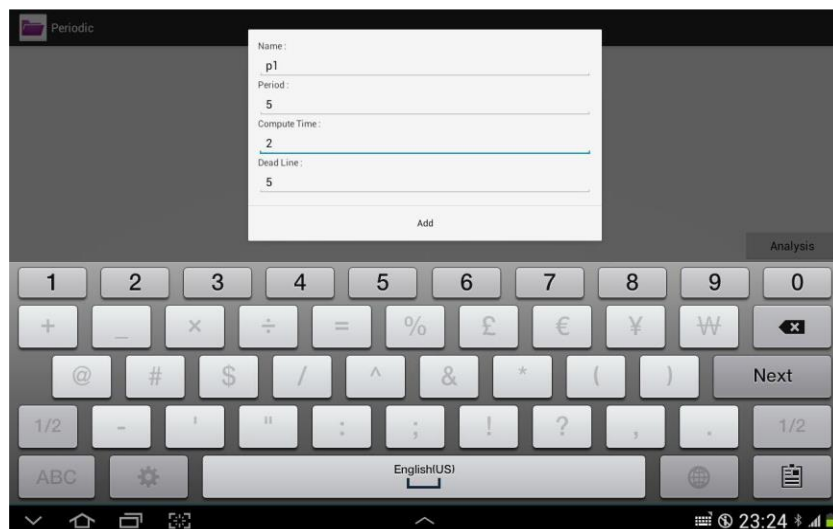 Periodic
Name :
p1
Period :
5
Compute Time :
2
Dead Line :
5
Add
Analysis
1 2 3 4 5 6 7 8 9 0
+ _ × ÷ = % £ € ¥ ₩
@ # $ / ^ & * ( ) Next
1/2 - ' " : ; ! ? , . 1/2
ABC English(US)
23:24